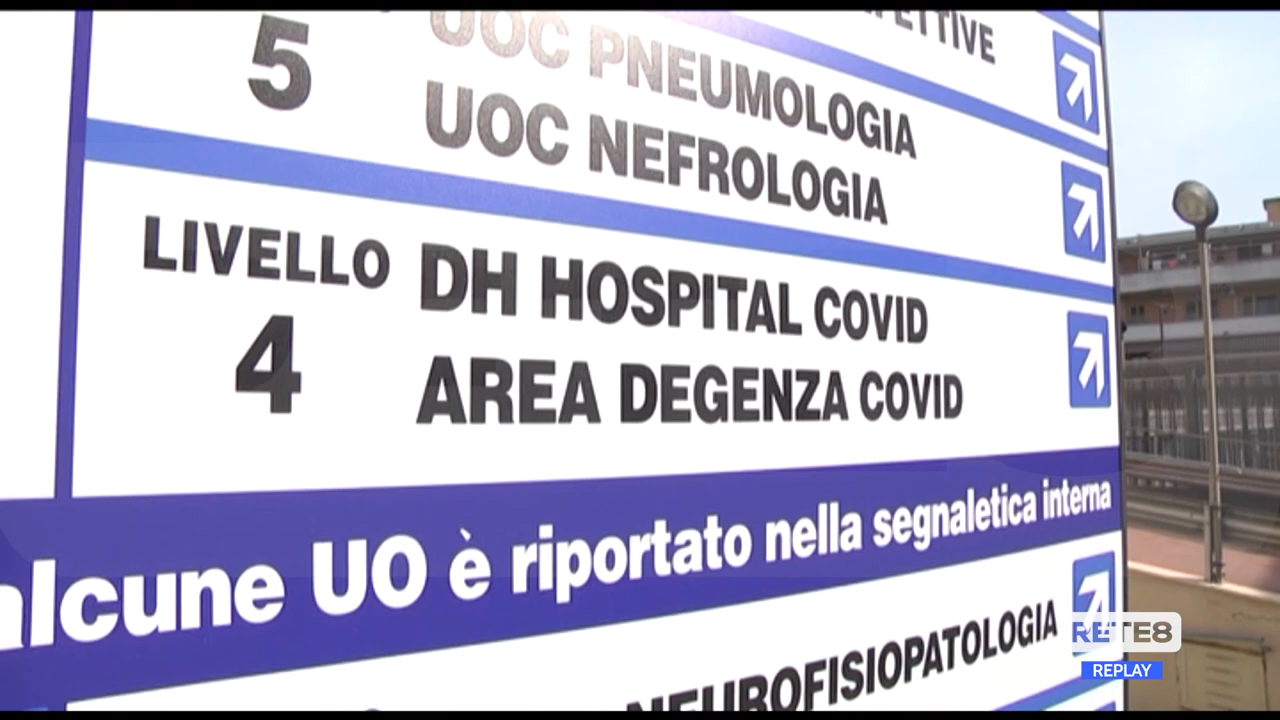 5
UOC PNEUMOLOGIA
UOC NEFROLOGIA
LIVELLO
4
DH HOSPITAL COVID
AREA DEGENZA COVID
alcune UO è riportato nella segnaletica interna
NEUROFISIOPATOLOGIA
RETE8
REPLAY